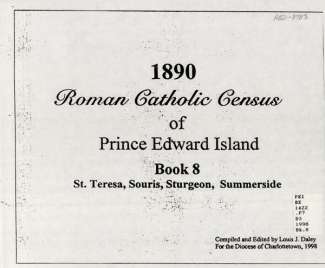 1890
Roman Catholic Census
of
Prince Edward Island
Book 8
St. Teresa, Souris, Sturgeon, Summerside
PEI
BX
1422
.P7
D3
1998
Bk.8
Compiled and Edited by Louis J. Daley
For the Diocese of Charlottetown, 1998